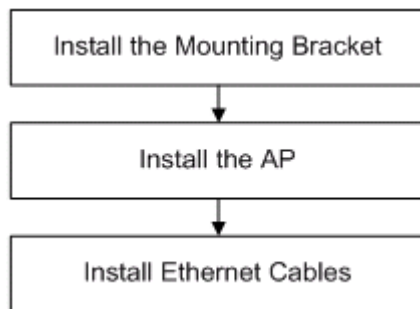 Install the Mounting Bracket
Install the AP
Install Ethernet Cables